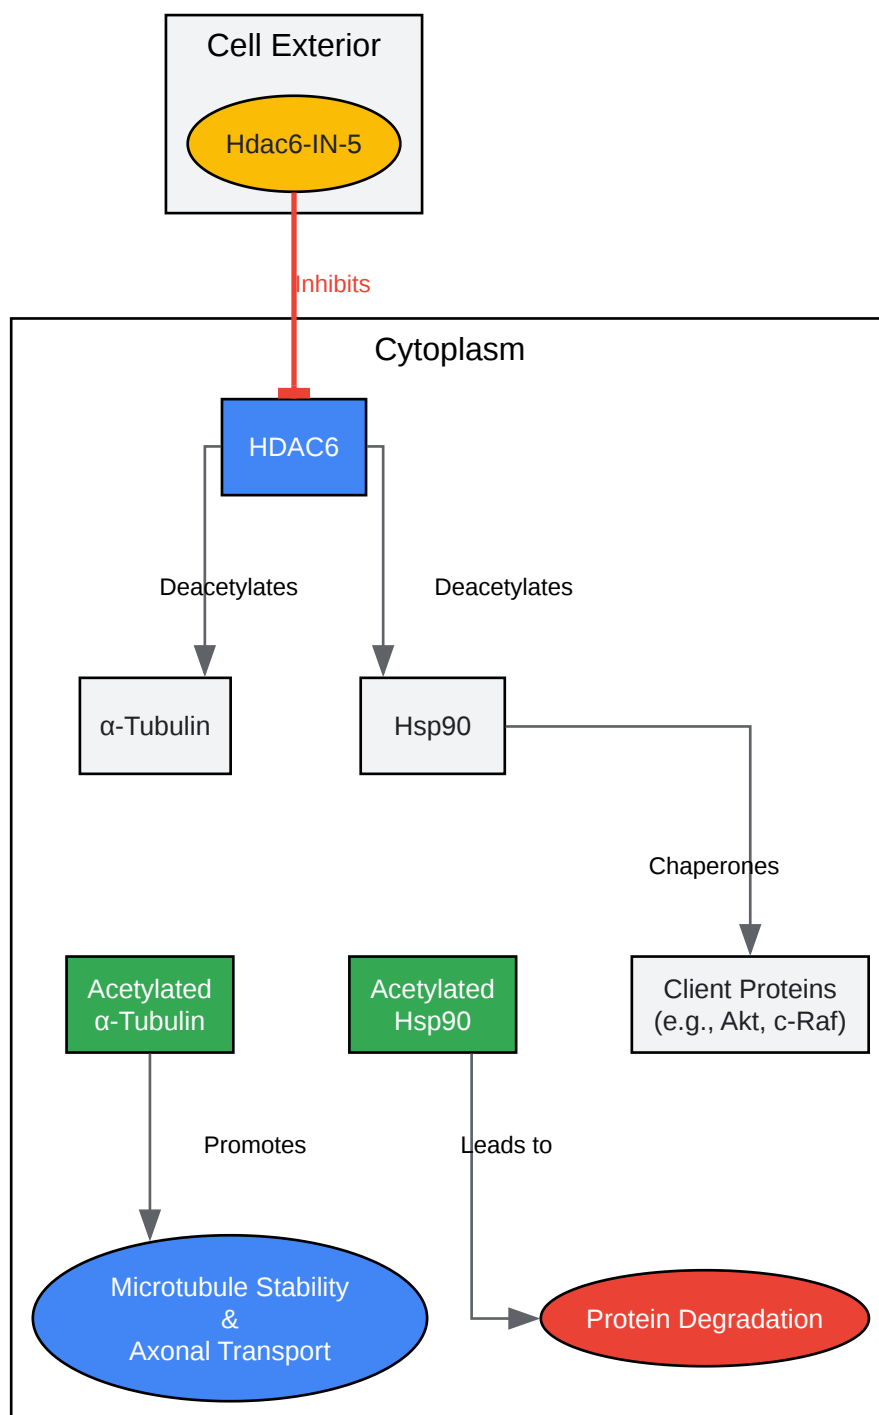 Cell Exterior
Hdac6-IN-5
Inhibits
Cytoplasm
HDAC6
Deacetylates
Deacetylates
α-Tubulin
Hsp90
Chaperones
Acetylated
α-Tubulin
Acetylated
Hsp90
Client Proteins
(e.g., Akt, c-Raf)
Promotes
Leads to
Microtubule Stability
&
Axonal Transport
Protein Degradation